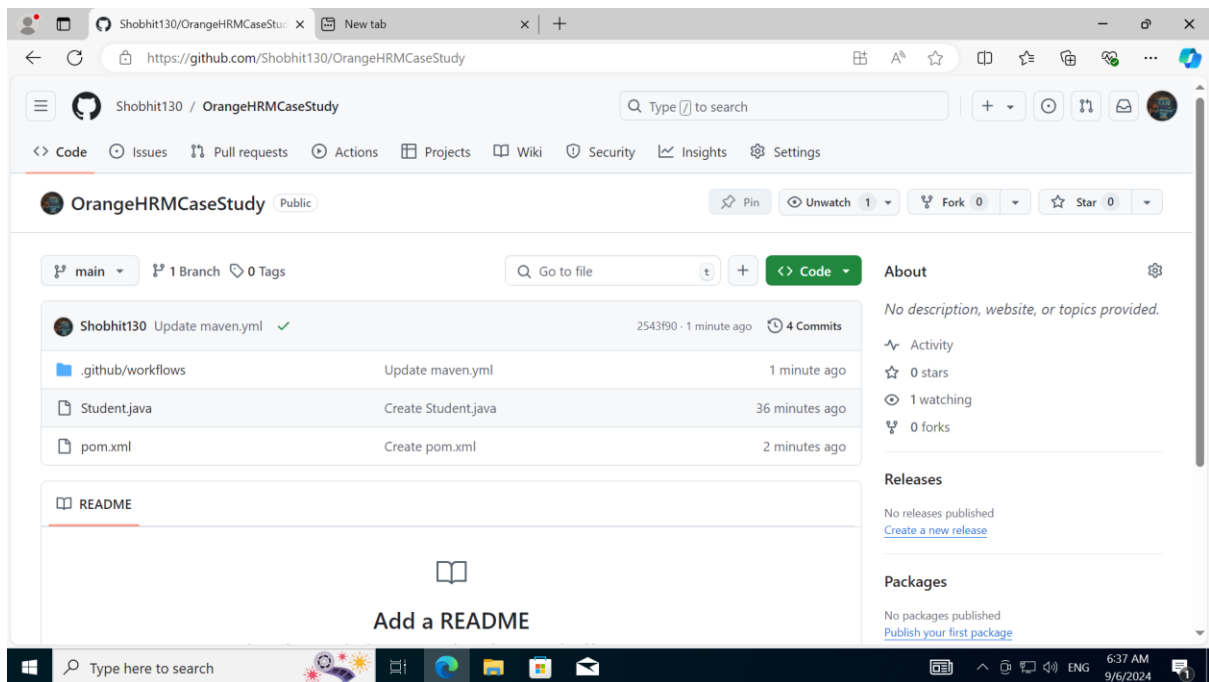 Shobhit130/OrangeHRMCaseStuc
New tab
https://github.com/Shobhit130/OrangeHRMCaseStudy
Shobhit130 / OrangeHRMCaseStudy
Type / to search
Code Issues Pull requests Actions Projects Wiki Security Insights Settings
OrangeHRMCaseStudy Public
Pin Unwatch 1 Fork 0 Star 0
main 1 Branch 0 Tags Go to file t Code
About
No description, website, or topics provided.
Shobhit130 Update maven.yml 2543f90 · 1 minute ago 4 Commits
.github/workflows Update maven.yml 1 minute ago
Student.java Create Student.java 36 minutes ago
pom.xml Create pom.xml 2 minutes ago
Activity
0 stars
1 watching
0 forks
README
Add a README
Releases
No releases published
Create a new release
Packages
No packages published
Publish your first package
Type here to search
ENG
6:37 AM
9/6/2024
1